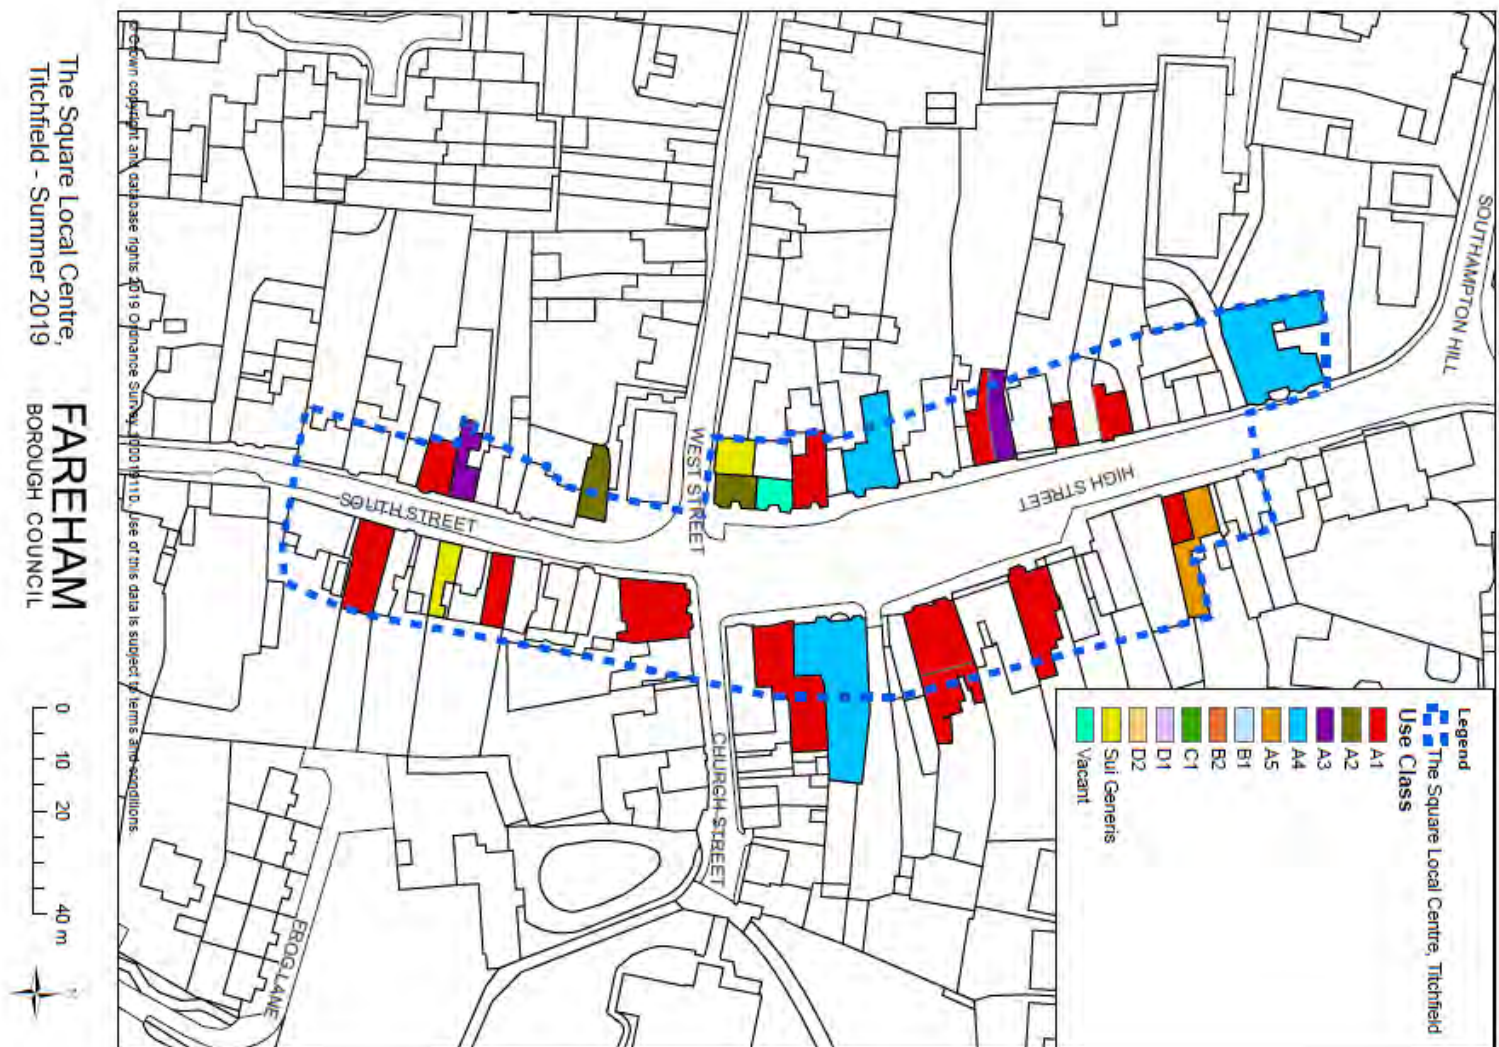 The Square Local Centre,
Titchfield - Summer 2019
FAREHAM
BOROUGH COUNCIL
0 10 20 40 m
© Crown copyright and database rights 2019 Ordnance Survey 100019110. Use of this data is subject to terms and conditions.
SOUTHAMPTON HILL
HIGH STREET
WEST STREET
SOUTH STREET
CHURCH STREET
FROG LANE
Legend
The Square Local Centre, Titchfield
Use Class
A1
A2
A3
A4
A5
B1
B2
C1
D1
D2
Sui Generis
Vacant